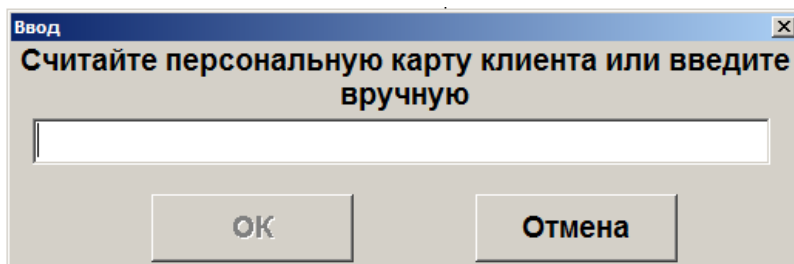 Ввод
Считайте персональную карту клиента или введите
вручную
ОК
Отмена